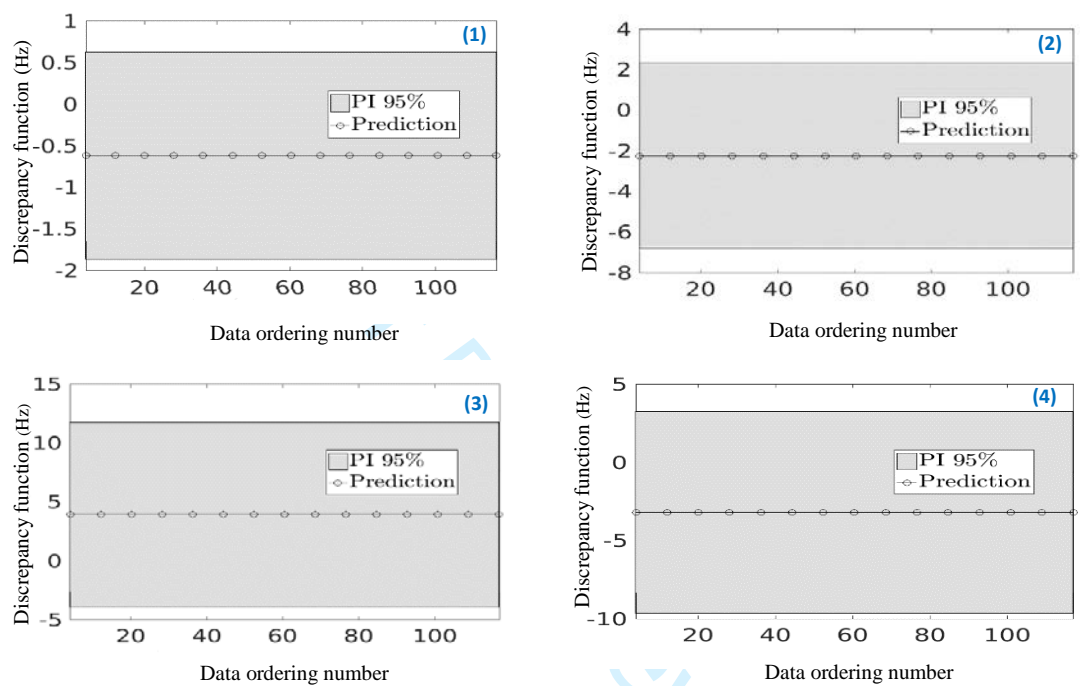 (1)
Discrepancy function (Hz)
1
0.5
0
-0.5
-1
-1.5
-2
PI 95%
Prediction
20 40 60 80 100
Data ordering number
(2)
Discrepancy function (Hz)
4
2
0
-2
-4
-6
-8
PI 95%
Prediction
20 40 60 80 100
Data ordering number
(3)
Discrepancy function (Hz)
15
10
5
0
-5
PI 95%
Prediction
20 40 60 80 100
Data ordering number
(4)
Discrepancy function (Hz)
5
0
-5
-10
PI 95%
Prediction
20 40 60 80 100
Data ordering number